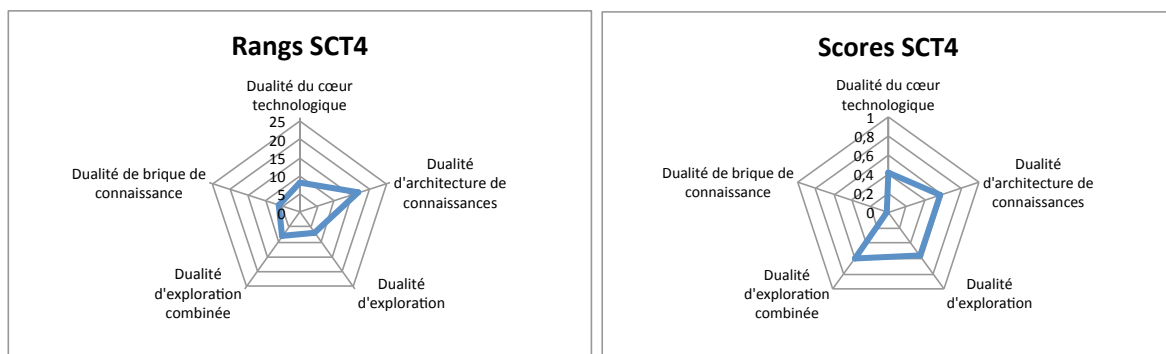 Rangs SCT4
Dualité du cœur
technologique
25
20
15
10
5
0
Dualité
d'architecture de
connaissances
Dualité
d'exploration
Dualité
d'exploration
combinée
Dualité de brique de
connaissance
Scores SCT4
Dualité du cœur
technologique
1
0,8
0,6
0,4
0,2
0
Dualité
d'architecture de
connaissances
Dualité
d'exploration
Dualité
d'exploration
combinée
Dualité de brique de
connaissance